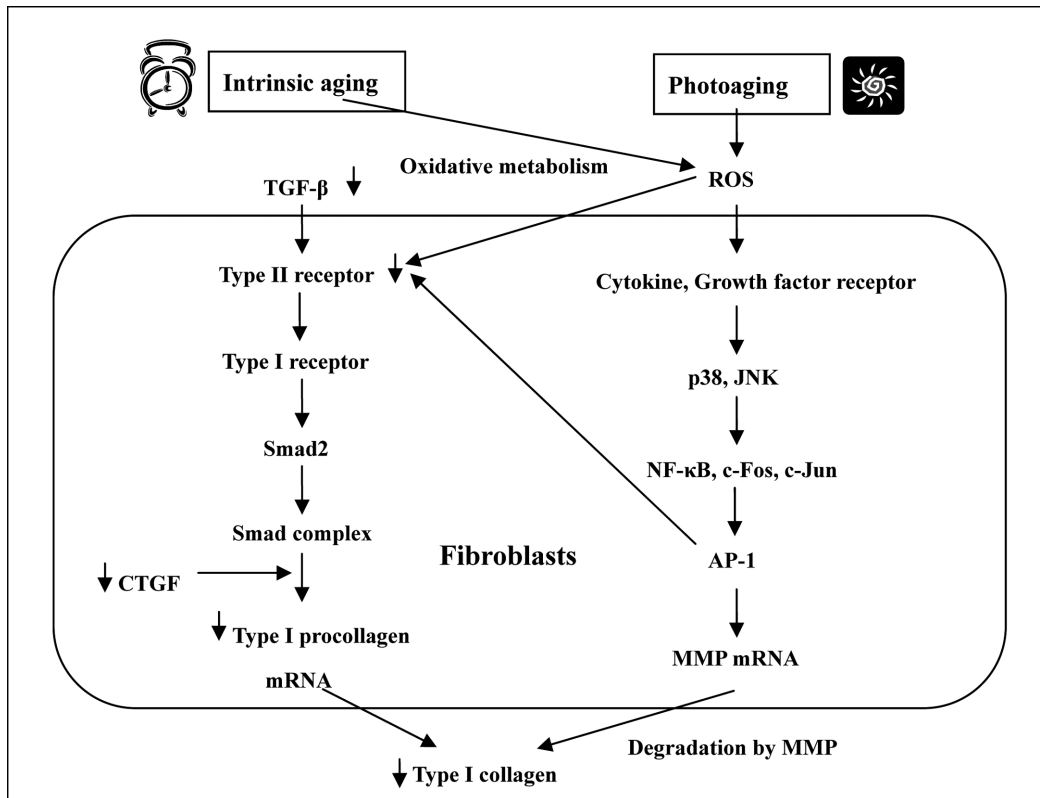 Intrinsic aging
Photoaging
Oxidative metabolism
ROS
TGF-β
Type II receptor
Cytokine, Growth factor receptor
Type I receptor
p38, JNK
Smad2
NF-κB, c-Fos, c-Jun
Smad complex
Fibroblasts
AP-1
CTGF
Type I procollagen
mRNA
MMP mRNA
Degradation by MMP
Type I collagen